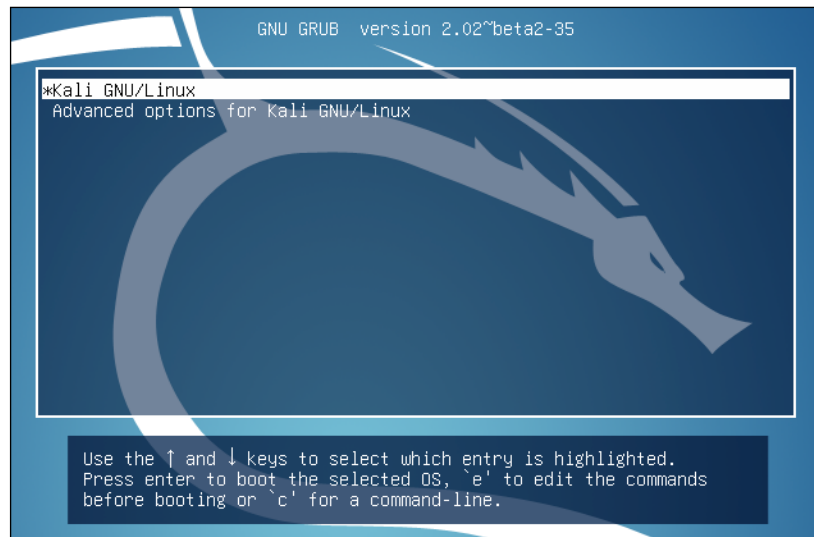 GNU GRUB version 2.02~beta2-35
*Kali GNU/Linux
Advanced options for Kali GNU/Linux
Use the ↑ and ↓ keys to select which entry is highlighted.
Press enter to boot the selected OS, `e' to edit the commands
before booting or `c' for a command-line.